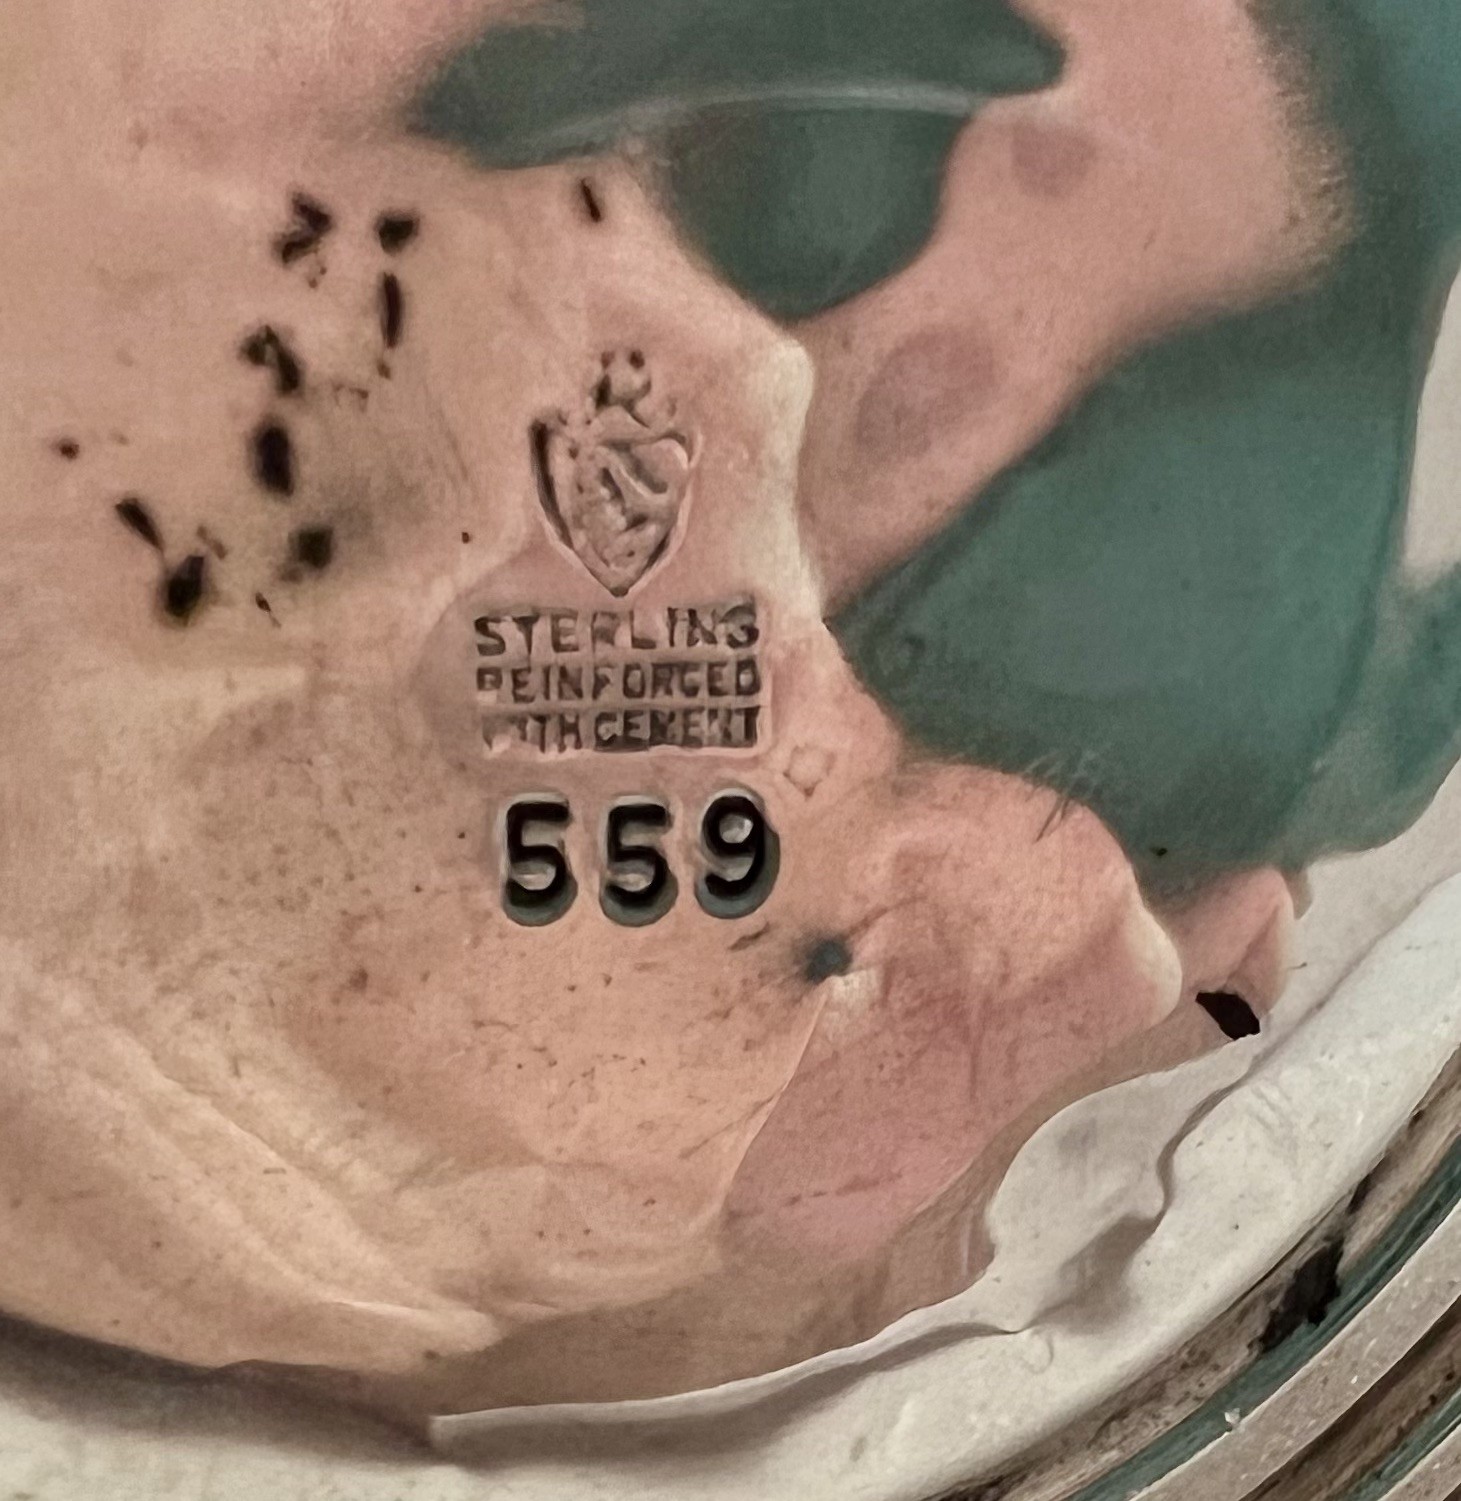 STERLING
REINFORCED
WITH CEMENT
559